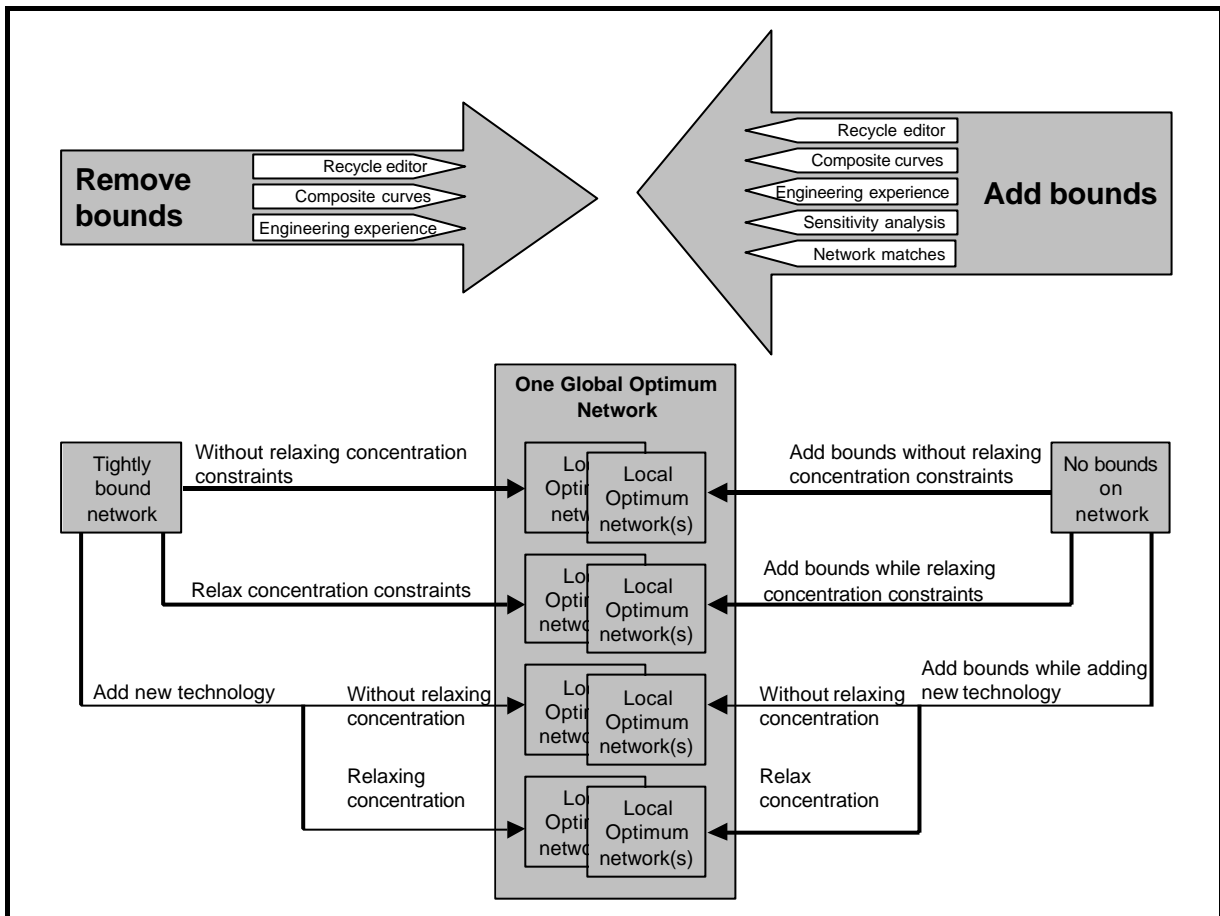 Remove
bounds
Recycle editor
Composite curves
Engineering experience
Recycle editor
Composite curves
Engineering experience
Sensitivity analysis
Network matches
Add bounds
One Global Optimum
Network
Tightly
bound
network
Without relaxing concentration
constraints
Relax concentration constraints
Add new technology
Without relaxing
concentration
Relaxing
concentration
Local
Optimum
network(s)
Local
Optimum
network(s)
Local
Optimum
network(s)
Local
Optimum
network(s)
Add bounds without relaxing
concentration constraints
Add bounds while relaxing
concentration constraints
Add bounds while adding
new technology
Without relaxing
concentration
Relax
concentration
No bounds
on
network